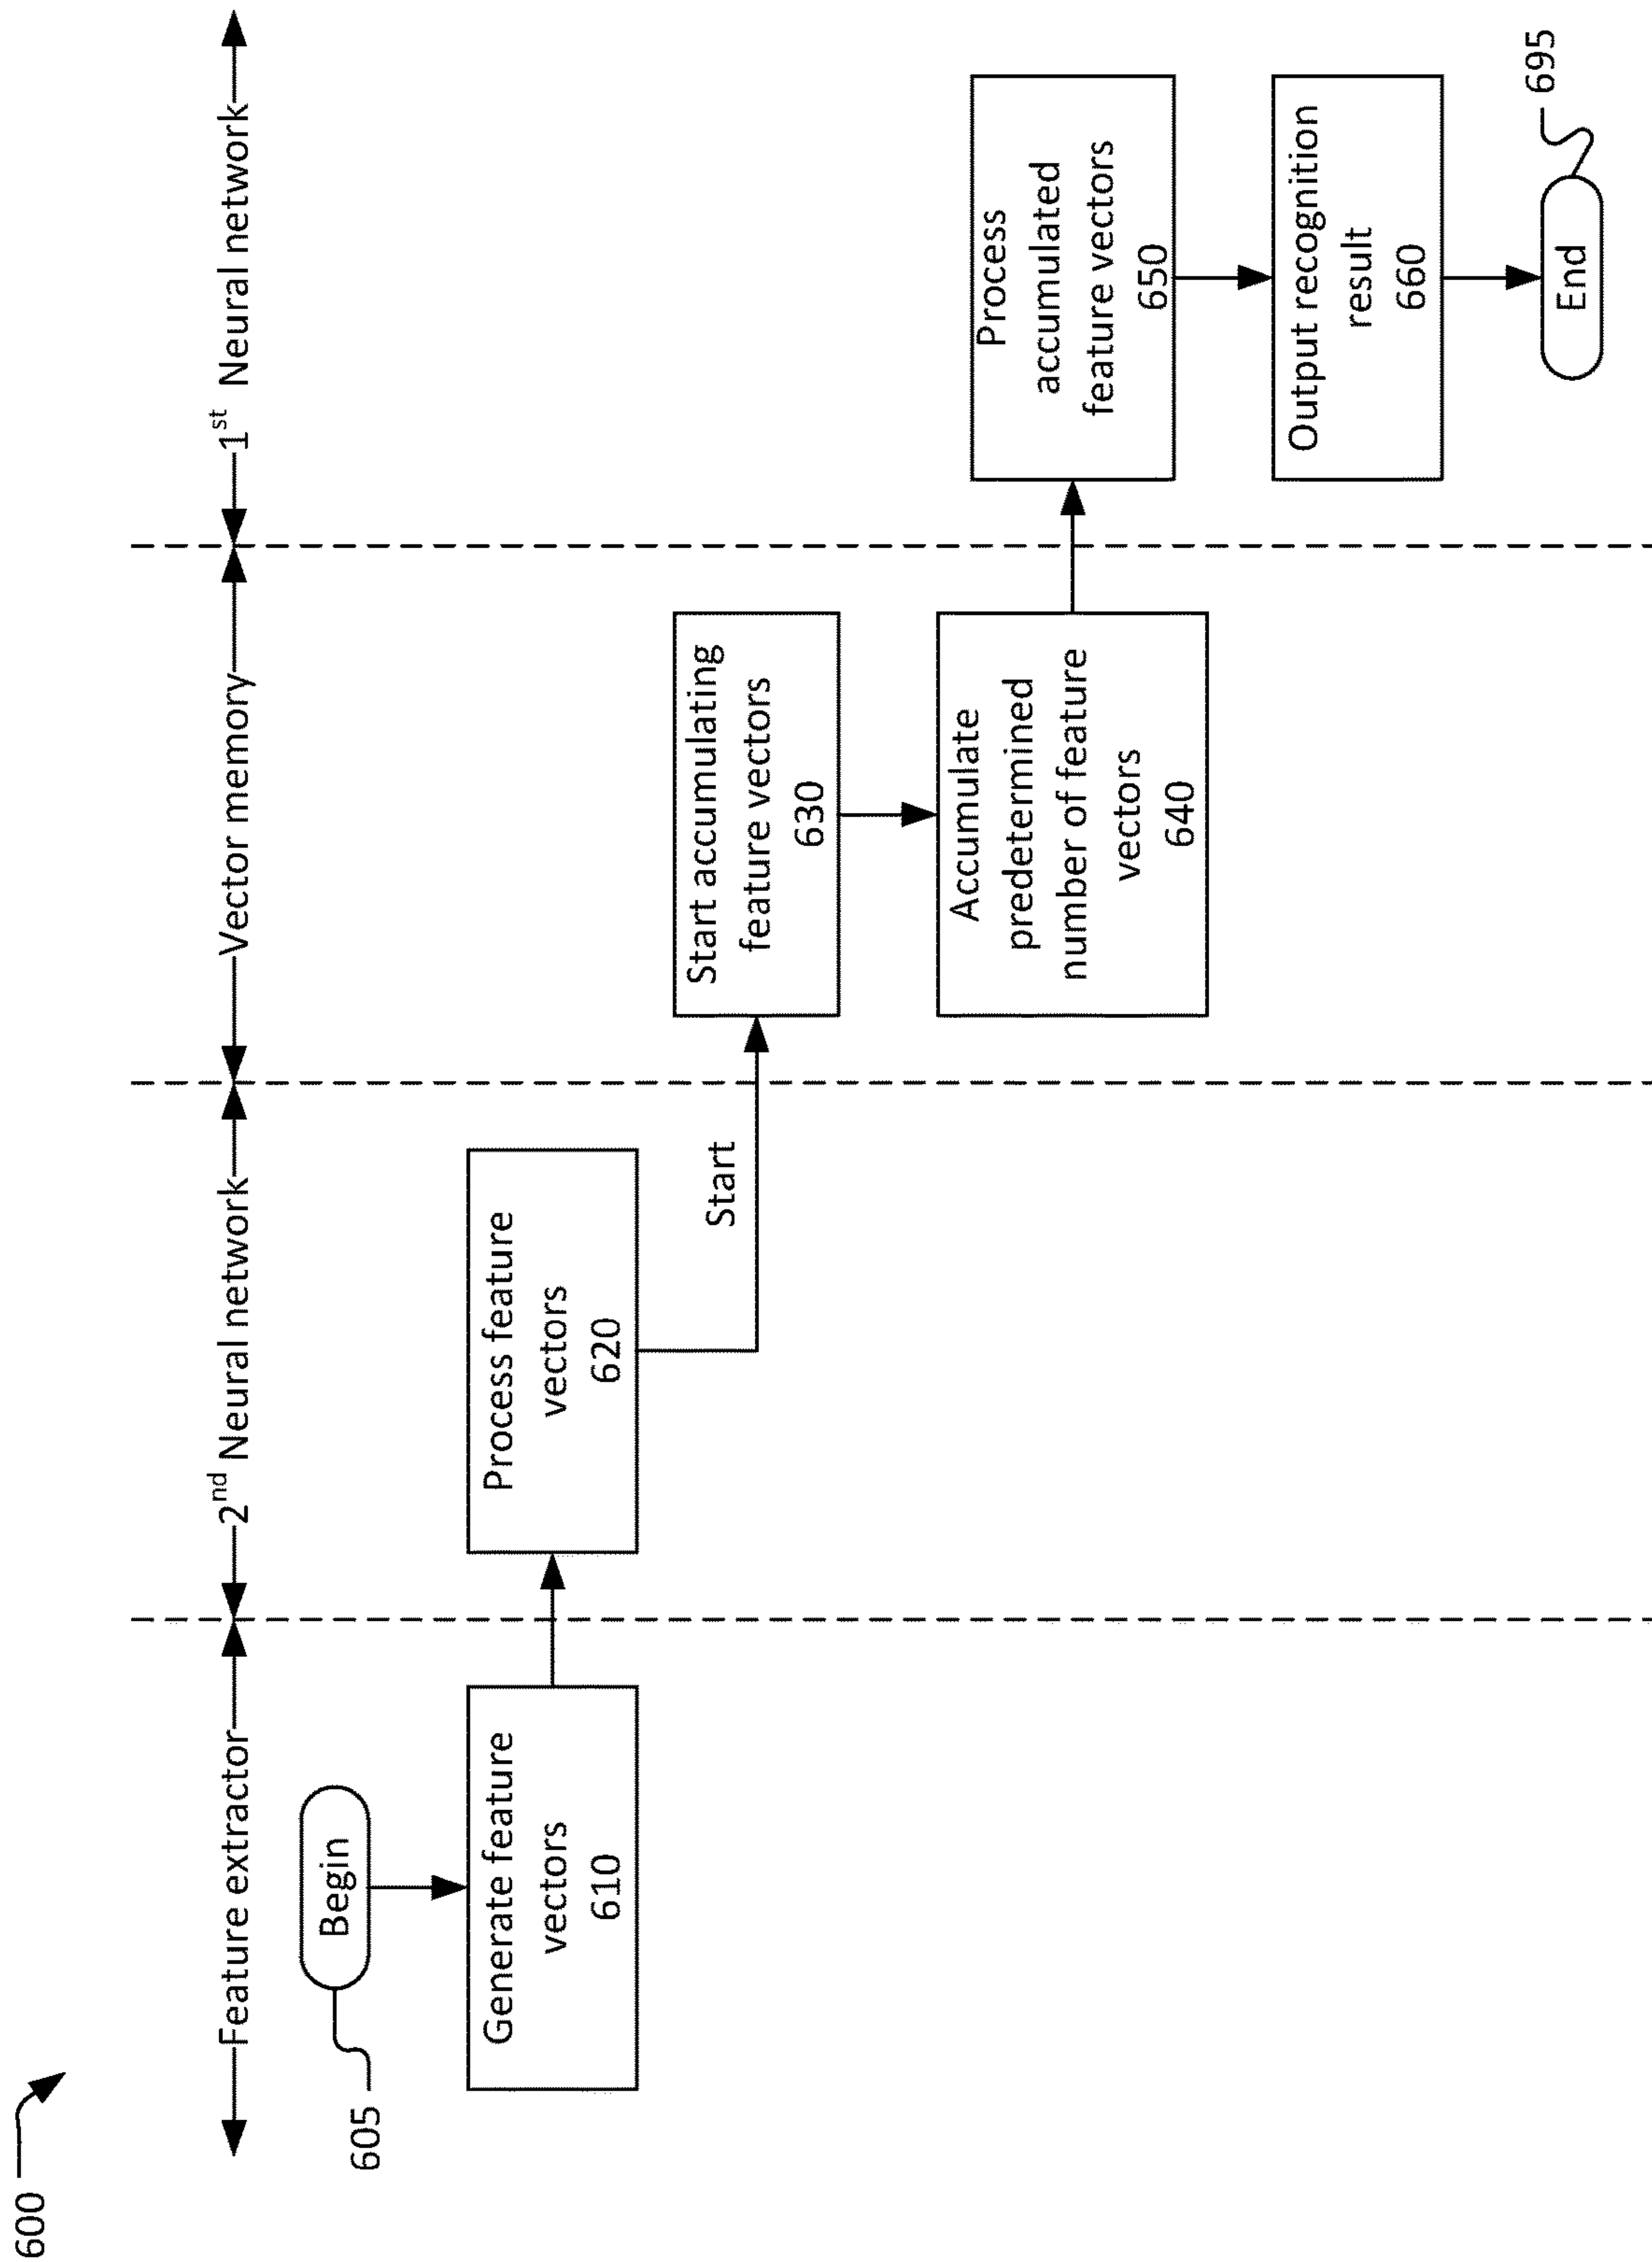 600
Feature extractor
2nd Neural network
Vector memory
1st Neural network
605
Begin
Generate feature
vectors
610
Process feature
vectors
620
Start
Start accumulating
feature vectors
630
Accumulate
predetermined
number of feature
vectors
640
Process
accumulated
feature vectors
650
Output recognition
result
660
End
695